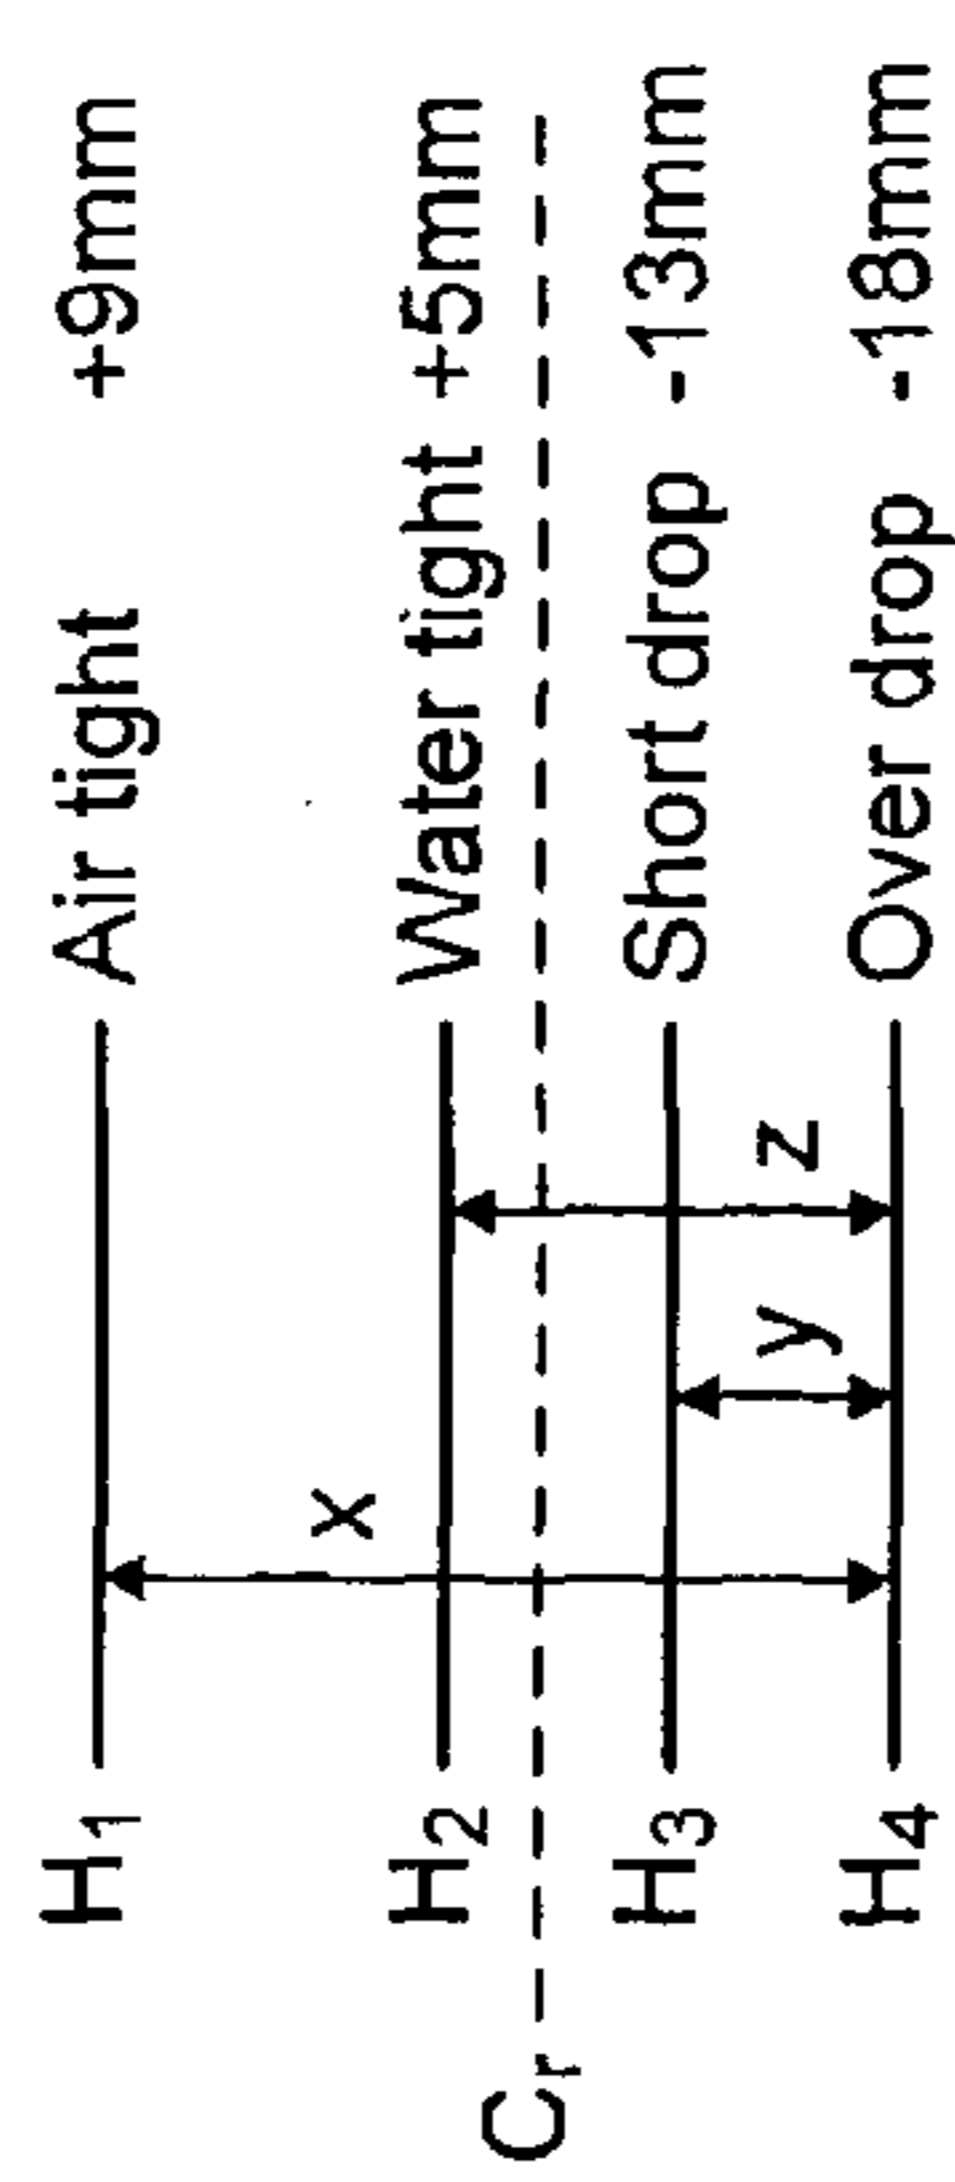 H1 Air tight +9mm
x
H2 Water tight +5mm
Cr
H3 Short drop -13mm
y z
H4 Over drop -18mm